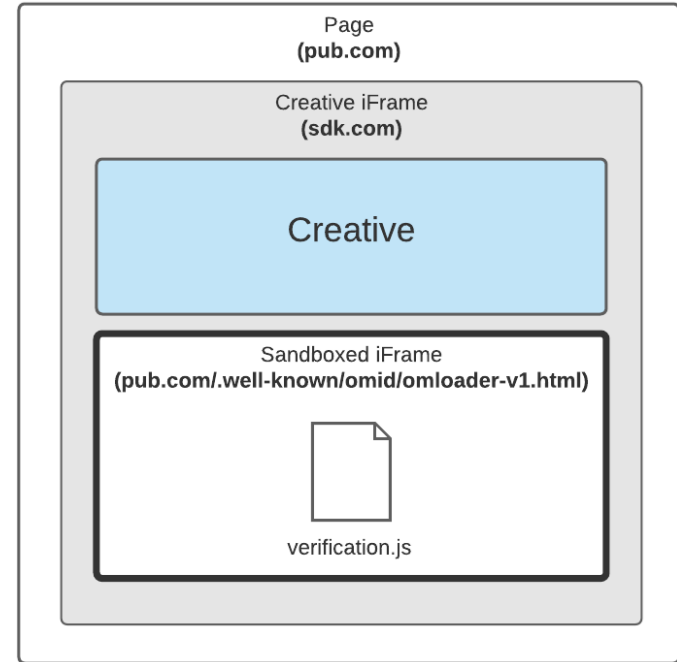 Page
(pub.com)
Creative iFrame
(sdk.com)
Creative
Sandboxed iFrame
(pub.com/.well-known/omid/omloader-v1.html)
verification.js